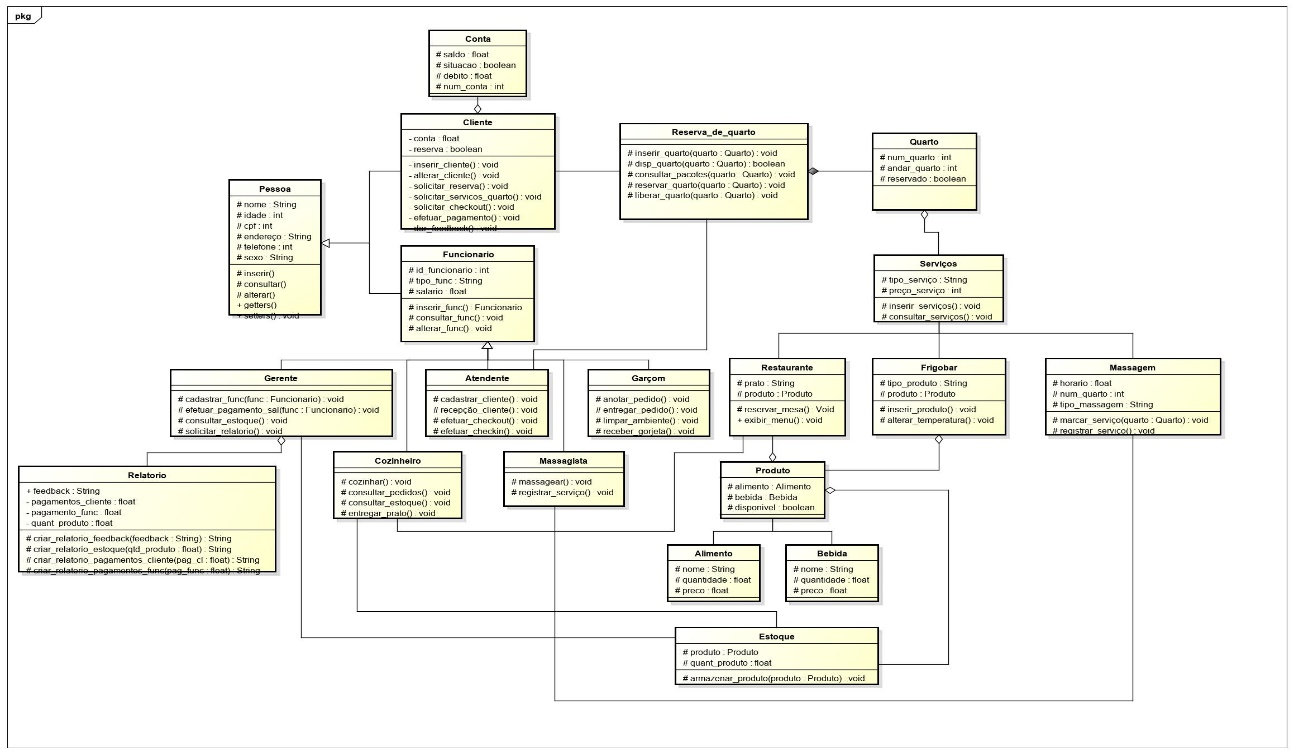 pkg
Conta
# saldo : float
# situacao : boolean
# debito : float
# num_conta : int
Cliente
- conta : float
- reserva : boolean
- inserir_cliente() : void
- alterar_cliente() : void
- solicitar_reserva() : void
- solicitar_servicos_quarto() : void
- solicitar_checkout() : void
- efetuar_pagamento() : void
- dar_feedback() : void
Reserva_de_quarto
# inserir_quarto(quarto : Quarto) : void
# disp_quarto(quarto : Quarto) : boolean
# consultar_pacotes(quarto : Quarto) : void
# reservar_quarto(quarto : Quarto) : void
# liberar_quarto(quarto : Quarto) : void
Quarto
# num_quarto : int
# andar_quarto : int
# reservado : boolean
Pessoa
# nome : String
# idade : int
# cpf : int
# endereço : String
# telefone : int
# sexo : String
# inserir()
# consultar()
# alterar()
+ getters()
+ setters() : void
Funcionario
# id_funcionario : int
# tipo_func : String
# salario : float
# inserir_func() : Funcionario
# consultar_func() : void
# alterar_func() : void
Serviços
# tipo_serviço : String
# preço_serviço : int
# inserir_serviços() : void
# consultar_serviços() : void
Gerente
# cadastrar_func(func : Funcionario) : void
# efetuar_pagamento_sal(func : Funcionario) : void
# consultar_estoque() : void
# solicitar_relatorio() : void
Atendente
# cadastrar_cliente() : void
# recepção_cliente() : void
# efetuar_checkout() : void
# efetuar_checkin() : void
Garçom
# anotar_pedido() : void
# entregar_pedido() : void
# limpar_ambiente() : void
# receber_gorjeta() : void
Restaurante
# prato : String
# produto : Produto
# reservar_mesa() : Void
+ exibir_menu() : void
Frigobar
# tipo_produto : String
# produto : Produto
# inserir_produto() : void
# alterar_temperatura() : void
Massagem
# horario : float
# num_quarto : int
# tipo_massagem : String
# marcar_serviço(quarto : Quarto) : void
# registrar_serviço() : void
Relatorio
+ feedback : String
- pagamentos_cliente : float
- pagamento_func : float
- quant_produto : float
# criar_relatorio_feedback(feedback : String) : String
# criar_relatorio_estoque(qtd_produto : float) : String
# criar_relatorio_pagamentos_cliente(pag_cl : float) : String
# criar_relatorio_pagamentos_func(pag_func : float) : String
Cozinheiro
# cozinhar() : void
# consultar_pedidos() : void
# consultar_estoque() : void
# entregar_prato() : void
Massagista
# massagear() : void
# registrar_serviço() : void
Produto
# alimento : Alimento
# bebida : Bebida
# disponivel : boolean
Alimento
# nome : String
# quantidade : float
# preco : float
Bebida
# nome : String
# quantidade : float
# preco : float
Estoque
# produto : Produto
# quant_produto : float
# armazenar_produto(produto : Produto) : void